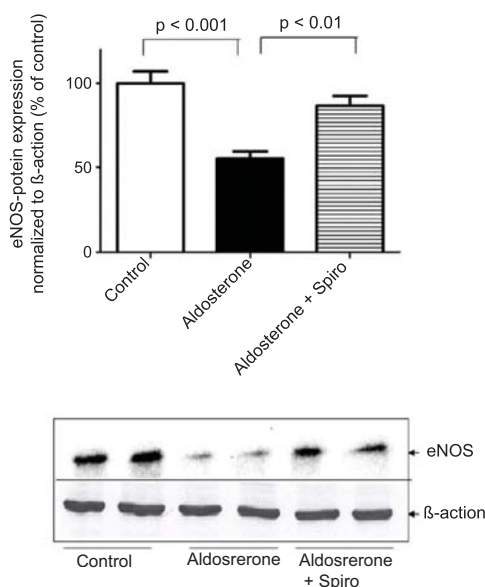 p < 0.001
p < 0.01
eNOS-potein expression
normalized to ß-action (% of control)
100
50
0
Control
Aldosterone
Aldosterone + Spiro
eNOS
ß-action
Control
Aldosrerone
Aldosrerone
+ Spiro